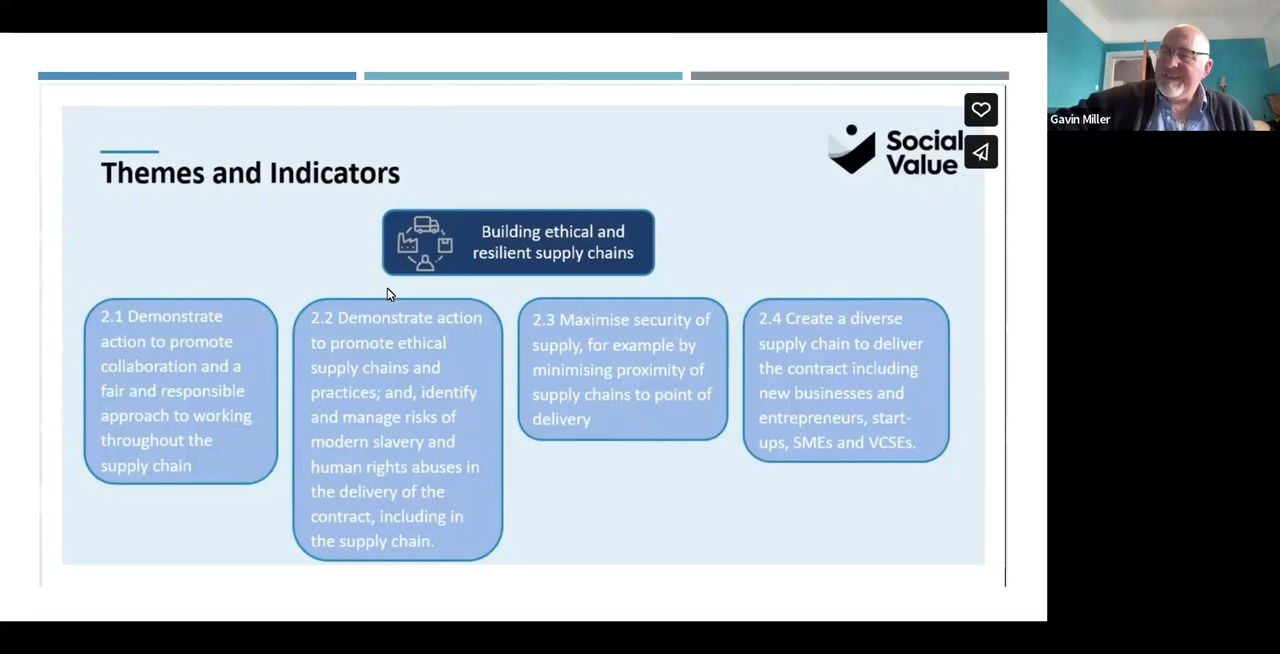 Themes and Indicators
Social
Value
Building ethical and
resilient supply chains
2.1 Demonstrate
action to promote
collaboration and a
fair and responsible
approach to working
throughout the
supply chain
2.2 Demonstrate action
to promote ethical
supply chains and
practices; and, identify
and manage risks of
modern slavery and
human rights abuses in
the delivery of the
contract, including in
the supply chain.
2.3 Maximise security of
supply, for example by
minimising proximity of
supply chains to point of
delivery
2.4 Create a diverse
supply chain to deliver
the contract including
new businesses and
entrepreneurs, start-
ups, SMEs and VCSEs.
Gavin Miller